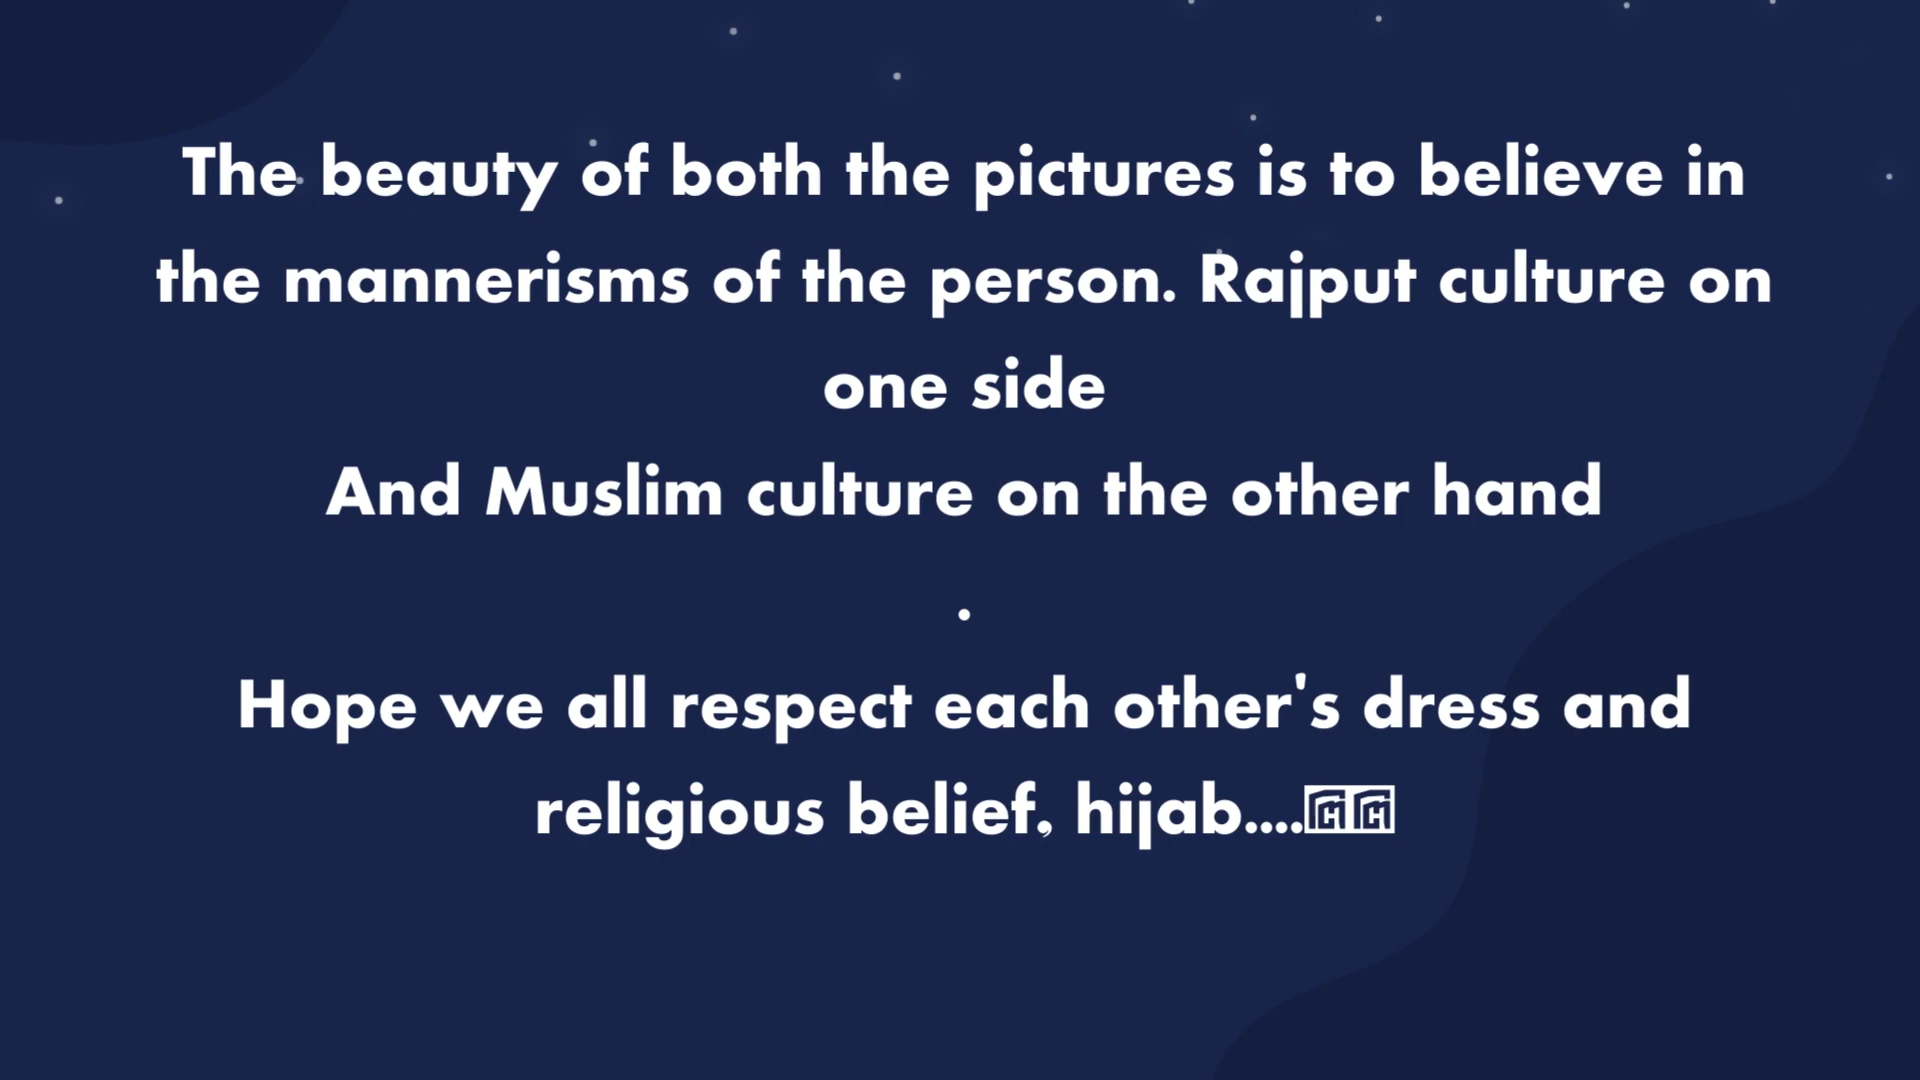 The beauty of both the pictures is to believe in
the mannerisms of the person. Rajput culture on
one side
And Muslim culture on the other hand
.
Hope we all respect each other's dress and
religious belief, hijab....